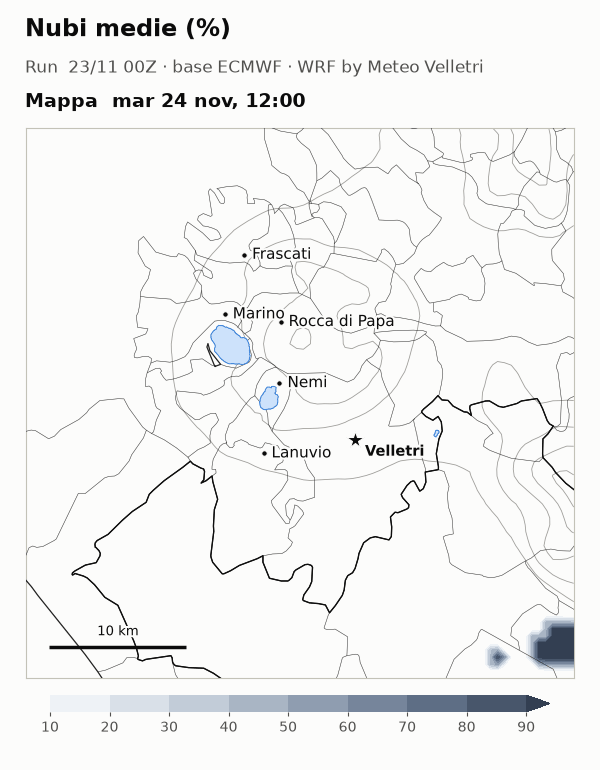 Nubi medie (%)
Run  23/11 00Z · base ECMWF · WRF by Meteo Velletri
Mappa  mar 24 nov, 12:00
Frascati
Marino
Rocca di Papa
Nemi
Velletri
Lanuvio
10 km
10 20 30 40 50 60 70 80 90